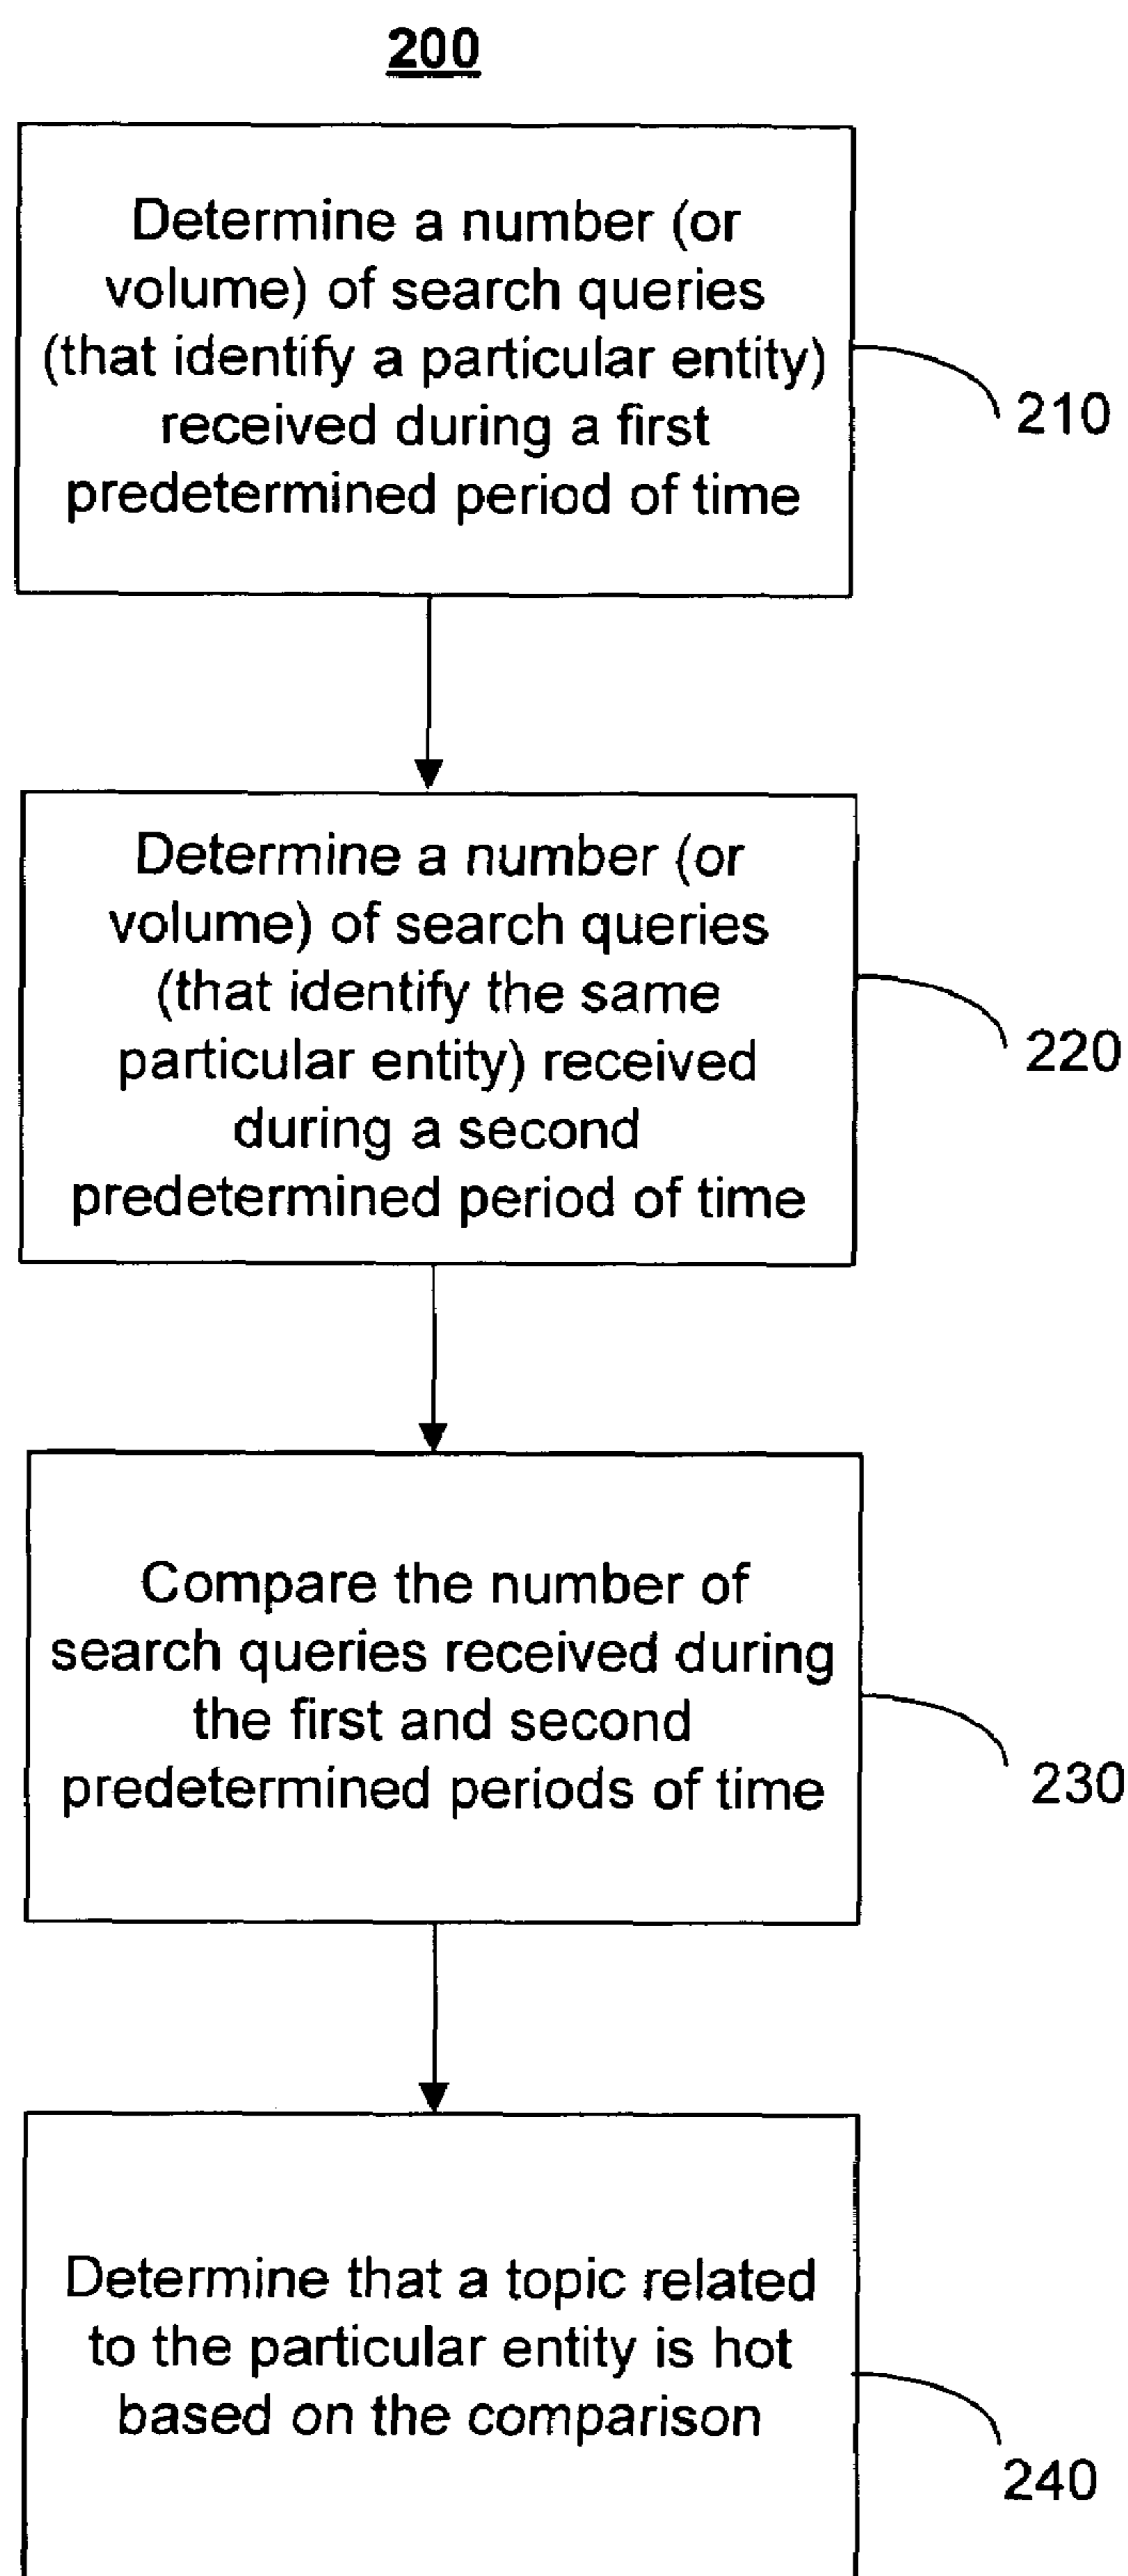 200
Determine a number (or
volume) of search queries
(that identify a particular entity)
received during a first
predetermined period of time
210
Determine a number (or
volume) of search queries
(that identify the same
particular entity) received
during a second
predetermined period of time
220
Compare the number of
search queries received during
the first and second
predetermined periods of time
230
Determine that a topic related
to the particular entity is hot
based on the comparison
240